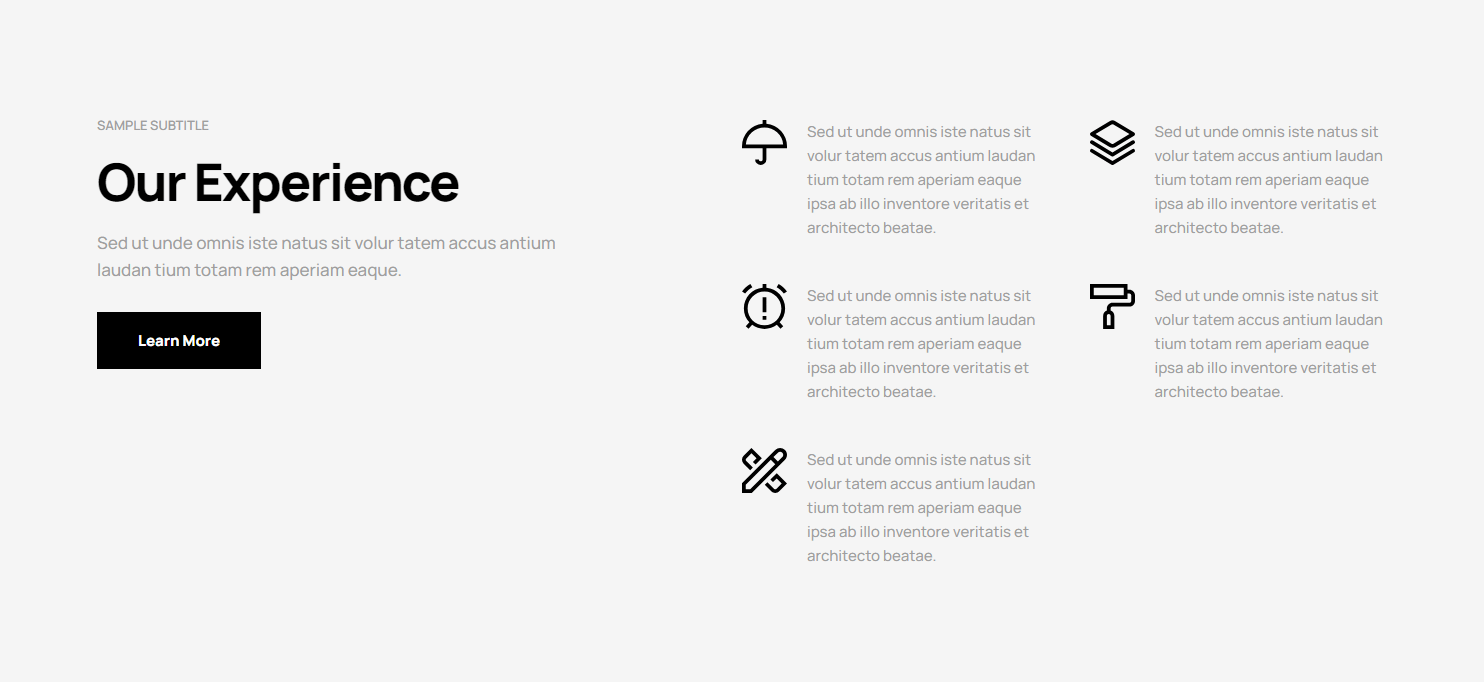 SAMPLE SUBTITLE
Our Experience
Sed ut unde omnis iste natus sit volur tatem accus antium
laudan tium totam rem aperiam eaque.
Learn More
Sed ut unde omnis iste natus sit
volur tatem accus antium laudan
tium totam rem aperiam eaque
ipsa ab illo inventore veritatis et
architecto beatae.
Sed ut unde omnis iste natus sit
volur tatem accus antium laudan
tium totam rem aperiam eaque
ipsa ab illo inventore veritatis et
architecto beatae.
Sed ut unde omnis iste natus sit
volur tatem accus antium laudan
tium totam rem aperiam eaque
ipsa ab illo inventore veritatis et
architecto beatae.
Sed ut unde omnis iste natus sit
volur tatem accus antium laudan
tium totam rem aperiam eaque
ipsa ab illo inventore veritatis et
architecto beatae.
Sed ut unde omnis iste natus sit
volur tatem accus antium laudan
tium totam rem aperiam eaque
ipsa ab illo inventore veritatis et
architecto beatae.